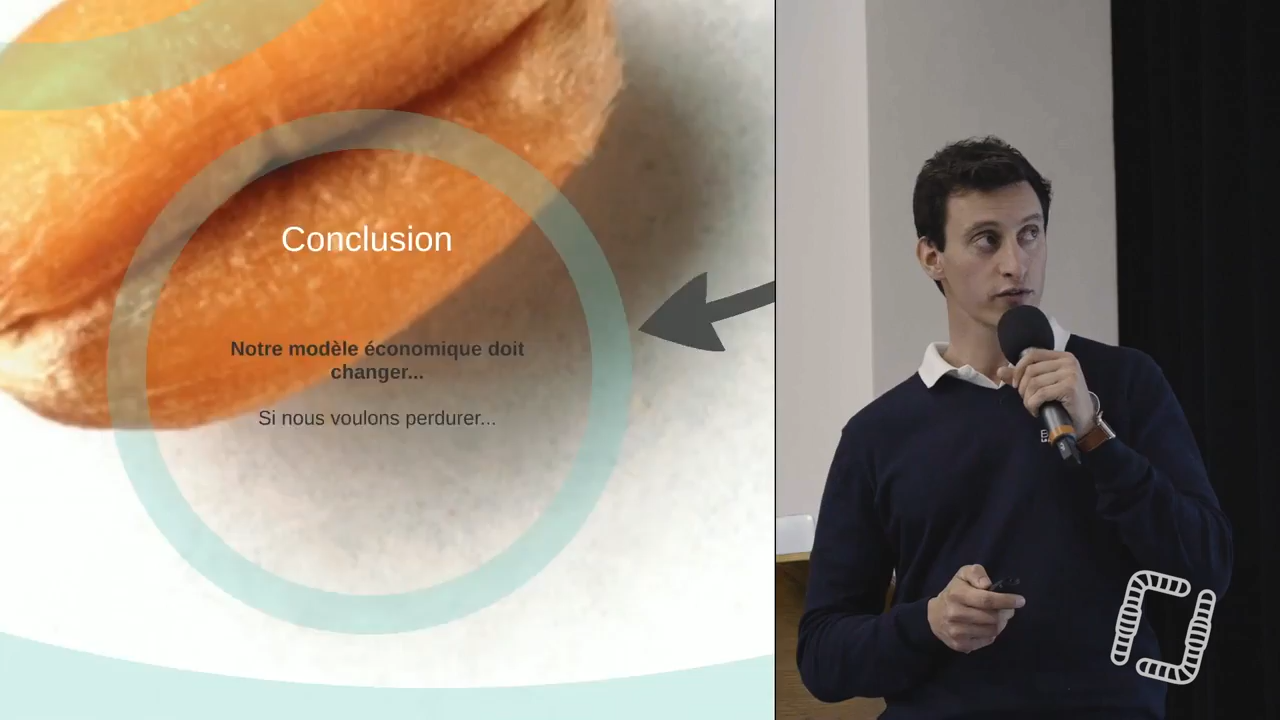 Conclusion
Notre modèle économique doit
changer...
Si nous voulons perdurer...